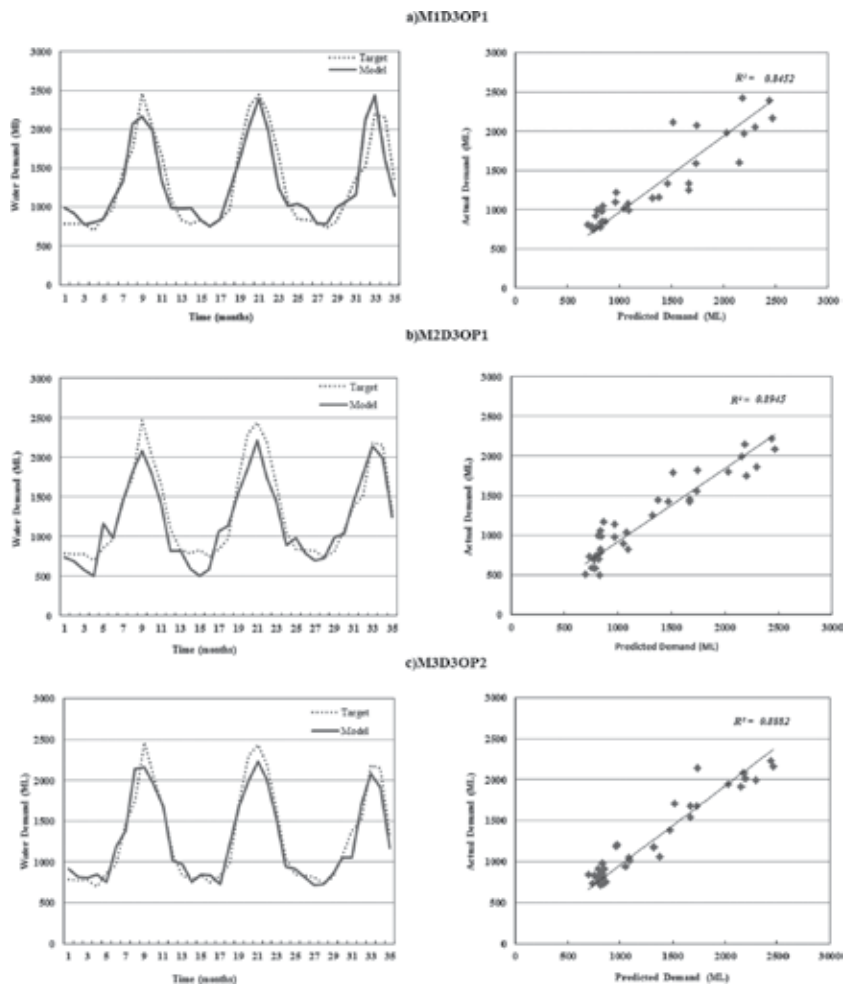 a)M1D3OP1
3000
2500
2000
1500
1000
500
0
Water Demand (Ml)
Target
Model
1 3 5 7 9 11 13 15 17 19 21 23 25 27 29 31 33 35
Time (months)
3000
2500
2000
1500
1000
500
0
Actual Demand (ML)
R² = 0.8452
0 500 1000 1500 2000 2500 3000
Predicted Demand (ML)
b)M2D3OP1
3000
2500
2000
1500
1000
500
0
Water Demand (ML)
Target
Model
1 3 5 7 9 11 13 15 17 19 21 23 25 27 29 31 33 35
Time (months)
3000
2500
2000
1500
1000
500
0
Actual Demand (ML)
R² = 0.8945
0 500 1000 1500 2000 2500 3000
Predicted Demand (ML)
c)M3D3OP2
3000
2500
2000
1500
1000
500
0
Water Demand (ML)
Target
Model
1 3 5 7 9 11 13 15 17 19 21 23 25 27 29 31 33 35
Time (months)
3000
2500
2000
1500
1000
500
0
Actual Demand (ML)
R² =
0 500 1000 1500 2000 2500 3000
Predicted Demand (ML)